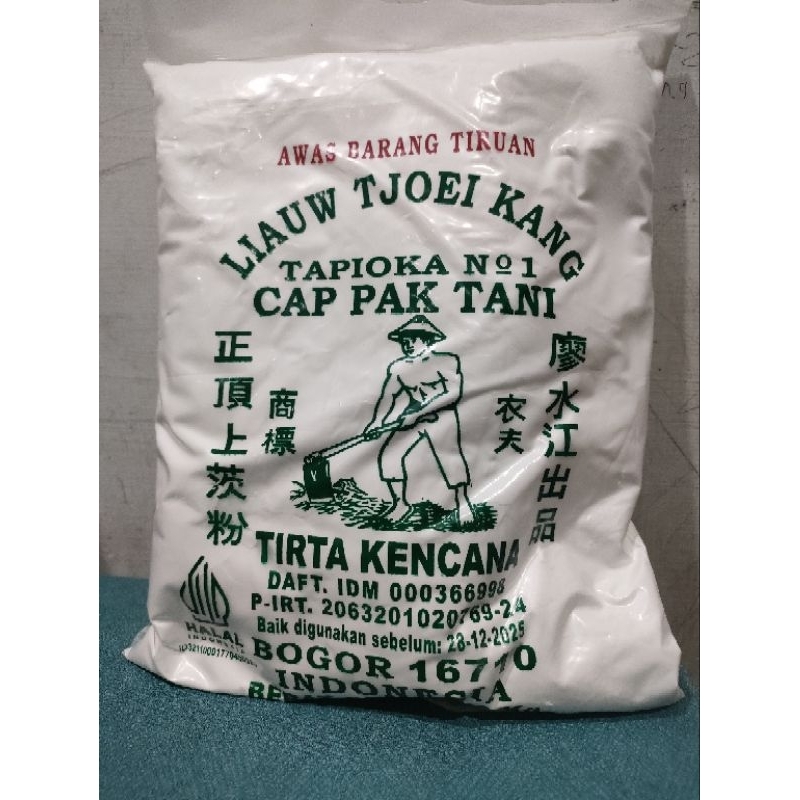 AWAS BARANG TIRUAN
LIAUW TJOEI KANG
TAPIOKA Nº1
CAP PAK TANI
正頂上茨粉
商標
農夫
廖水江出品
TIRTA KENCANA
DAFT. IDM 000366998
P-IRT. 2063201020769-24
Baik digunakan sebelum: 28-12-2025
HALAL
INDONESIA
BOGOR 16710
INDONESIA